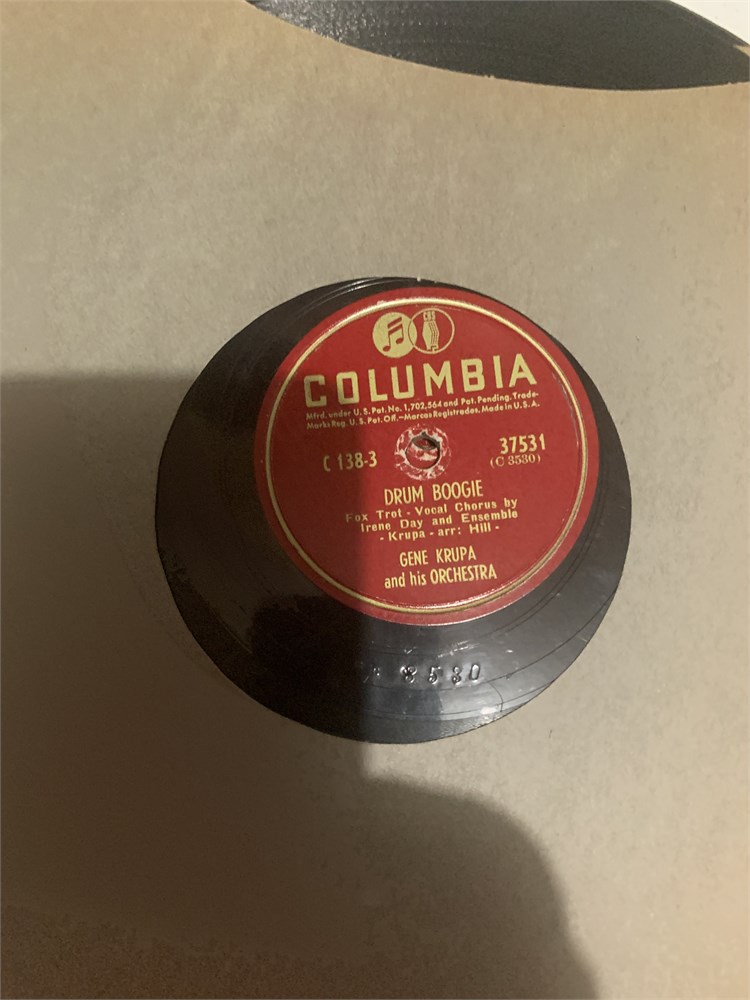 CBS
COLUMBIA
Mfrd. under U.S. Pat. No. 1,702,564 and Pat. Pending. Trade-
Marks Reg. U.S. Pat. Off.—Marcas Registradas. Made in U.S.A.
C 138-3
37531
(C 3530)
DRUM BOOGIE
Fox Trot - Vocal Chorus by
Irene Day and Ensemble
- Krupa - arr: Hill -
GENE KRUPA
and his ORCHESTRA
3530